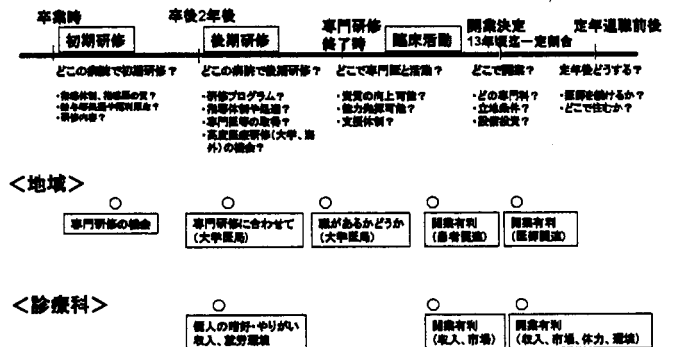 卒業時
卒後2年後
専門研修
終了時
開業決定
13年頃迄一定割合
定年退職前後
初期研修
後期研修
臨床活動
どこの病院で初期研修？
どこの病院で後期研修？
どこで専門医と活動？
どこで開業？
定年後どうする？
・指導体制、指導医の質？
・研修内容？
・研修プログラム？
・指導体制や処遇？
・専門医等の取得？
・高度医療研修（大学、海
外）の機会？
・資質の向上可能？
・能力発揮可能？
・支援体制？
・どの専門科？
・立地条件？
・設備投資？
・医師を続けるか？
・どこで住むか？
＜地域＞
専門研修の機会
専門研修に合わせて
（大学医局）
職があるかどうか
（大学医局）
開業有利
（患者関連）
開業有利
（医師関連）
＜診療科＞
個人の嗜好・やりがい
収入、就労環境
開業有利
（収入、市場）
開業有利
（収入、市場、体力、環境）